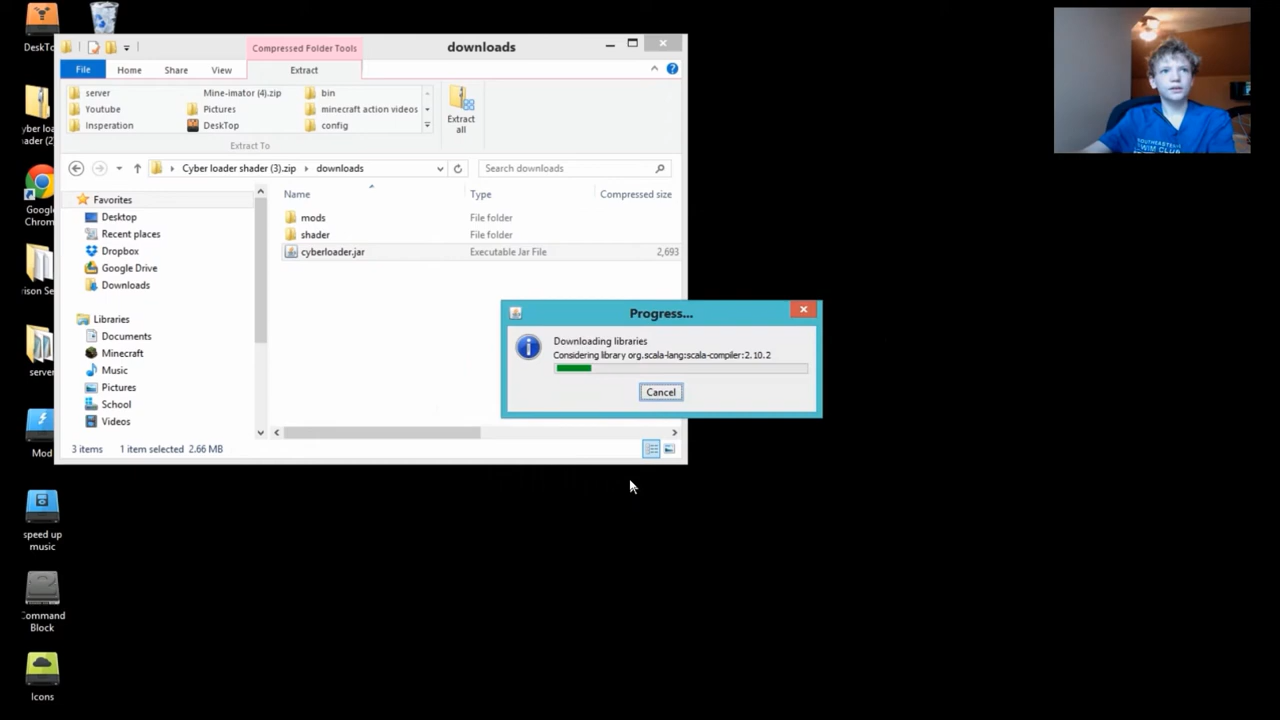 DeskTo
Compressed Folder Tools
downloads
File
Home
Share
View
Extract
server
Mine-imator (4).zip
bin
Youtube
Pictures
minecraft action videos
Insperation
DeskTop
config
Extract all
Extract To
Cyber loader shader (3).zip
downloads
Search downloads
Favorites
Desktop
Recent places
Dropbox
Google Drive
Downloads
Libraries
Documents
Minecraft
Music
Pictures
School
Videos
Name
Type
Compressed size
mods
File folder
shader
File folder
cyberloader.jar
Executable Jar File
2,693
3 items
1 item selected 2.66 MB
Progress...
Downloading libraries
Considering library org.scala-lang:scala-compiler:2.10.2
Cancel
yber loa
ader (2
Google
Chrom
rison Se
server
Mod
speed up
music
Command
Block
Icons
SOUTHEASTERN
SWIM CLUB